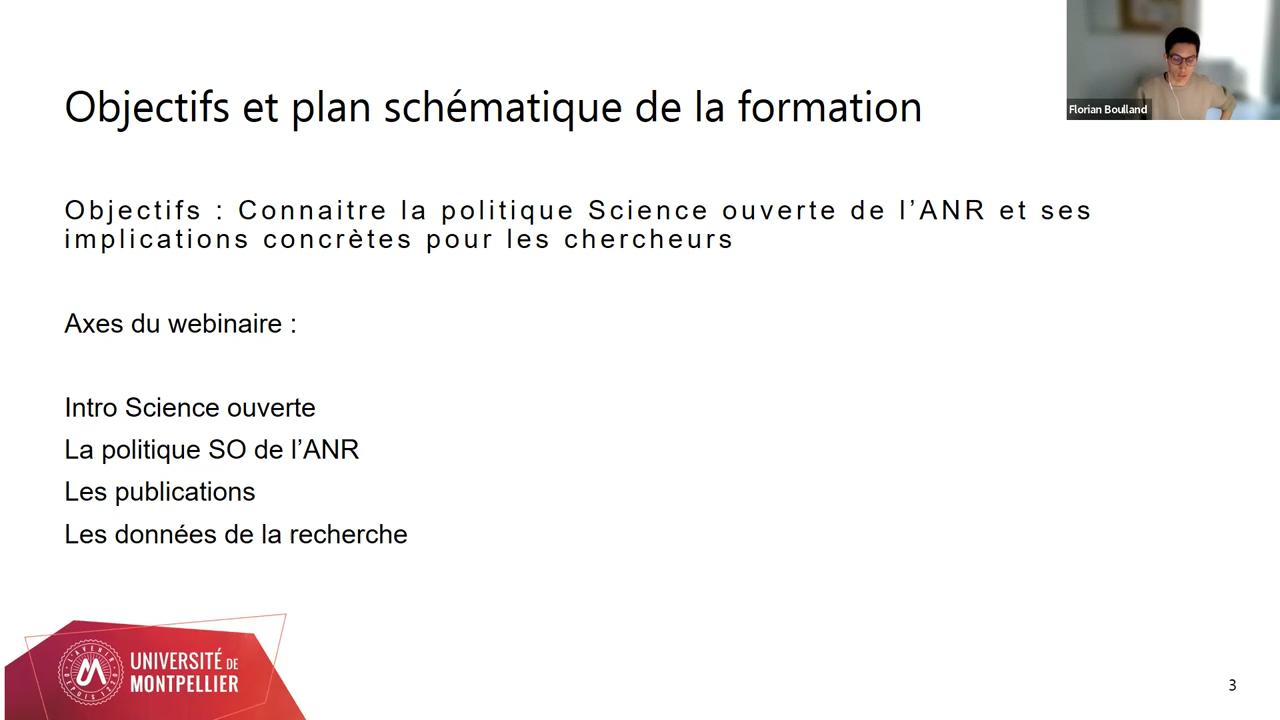 Objectifs et plan schématique de la formation
Florian Boulland
Objectifs : Connaitre la politique Science ouverte de l’ANR et ses
implications concrètes pour les chercheurs
Axes du webinaire :
Intro Science ouverte
La politique SO de l’ANR
Les publications
Les données de la recherche
UNIVERSITÉ DE
MONTPELLIER
3